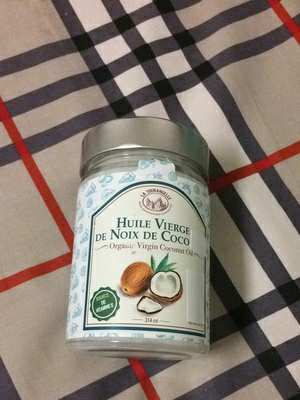 LA TOURANGELLE
HUILE VIERGE
DE NOIX DE COCO
Organic Virgin Coconut Oil
314 ml